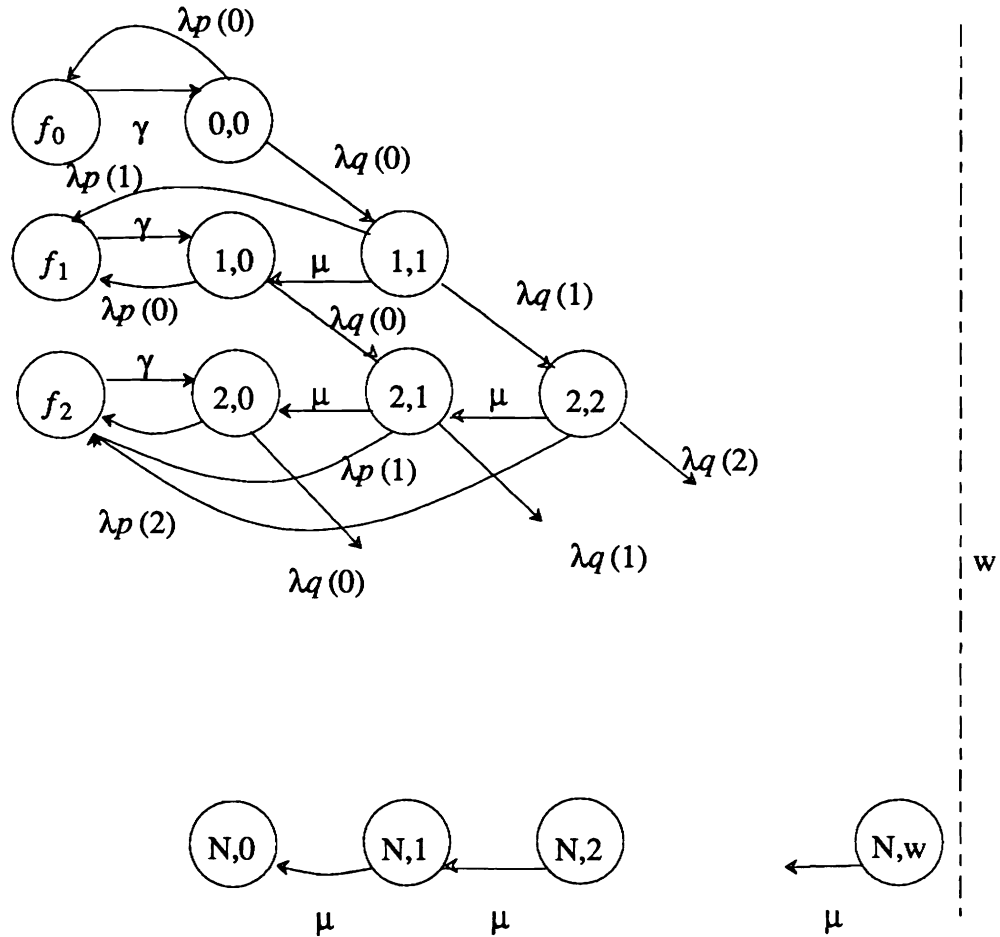 λp (0)
f0 γ 0,0
λq (0)
λp (1)
f1 γ 1,0 μ 1,1
λp (0) λq (0) λq (1)
f2 γ 2,0 μ 2,1 μ 2,2
λp (1) λq (2)
λp (2)
λq (0) λq (1) w
N,0 N,1 N,2 N,w
μ μ μ